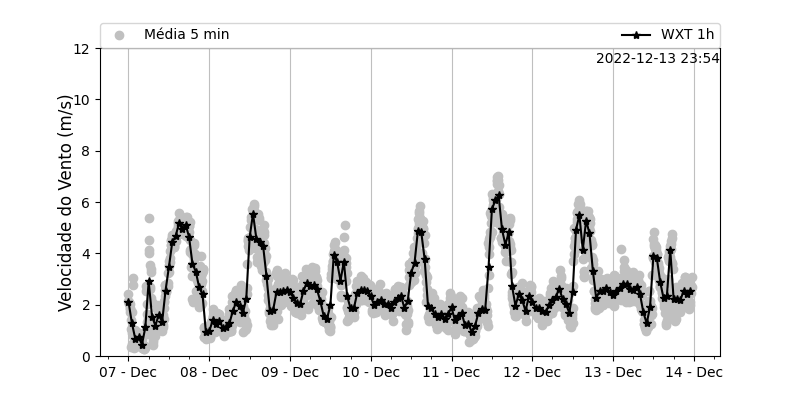 Média 5 min
WXT 1h
2022-12-13 23:54
Velocidade do Vento (m/s)
12
10
8
6
4
2
0
07 - Dec 08 - Dec 09 - Dec 10 - Dec 11 - Dec 12 - Dec 13 - Dec 14 - Dec